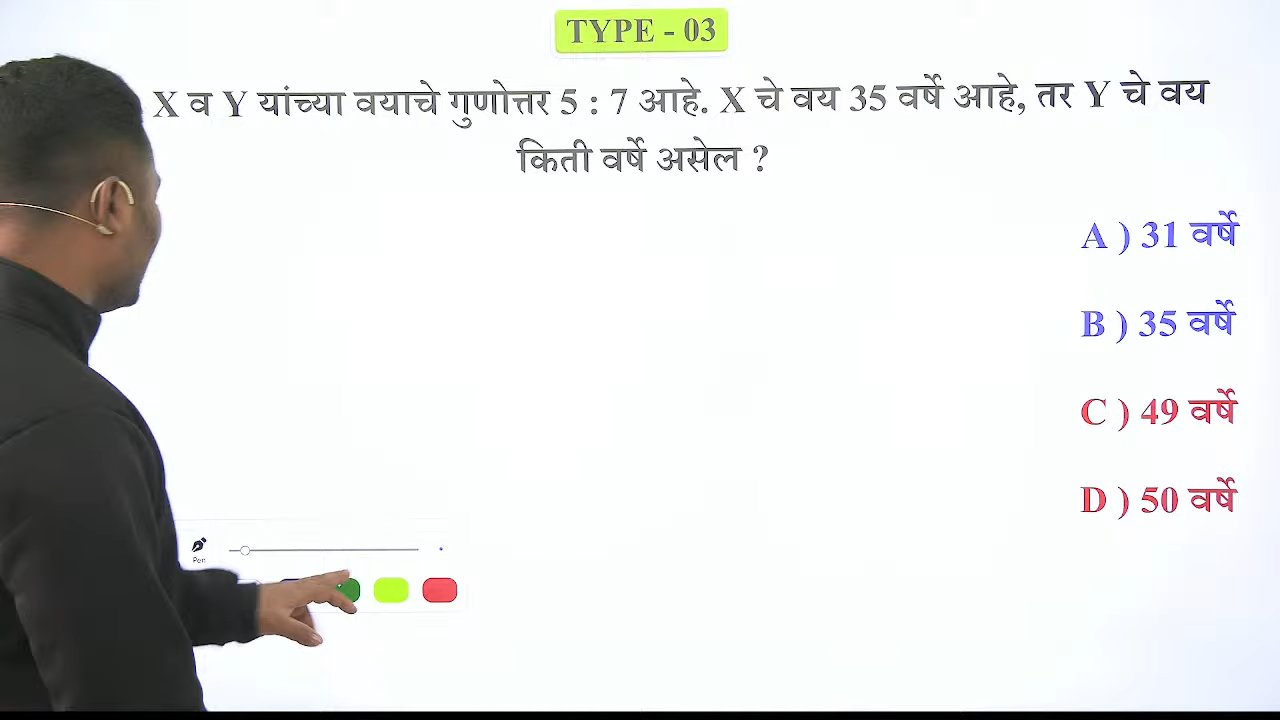 TYPE - 03
X व Y यांच्या वयाचे गुणोत्तर 5 : 7 आहे. X चे वय 35 वर्षे आहे, तर Y चे वय
किती वर्षे असेल ?
A ) 31 वर्षे
B ) 35 वर्षे
C ) 49 वर्षे
D ) 50 वर्षे
Pen